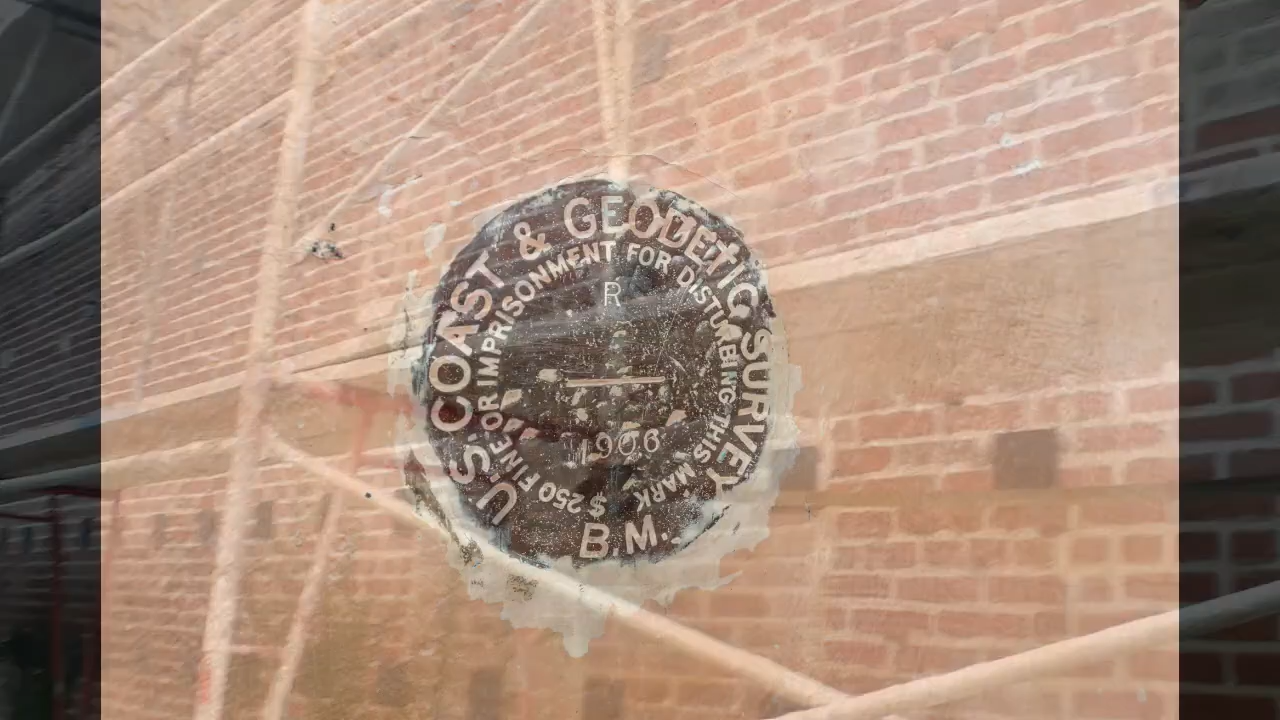 U.S. COAST & GEODETIC SURVEY
$250 FINE OR IMPRISONMENT FOR DISTURBING THIS MARK
R
1906
B.M.